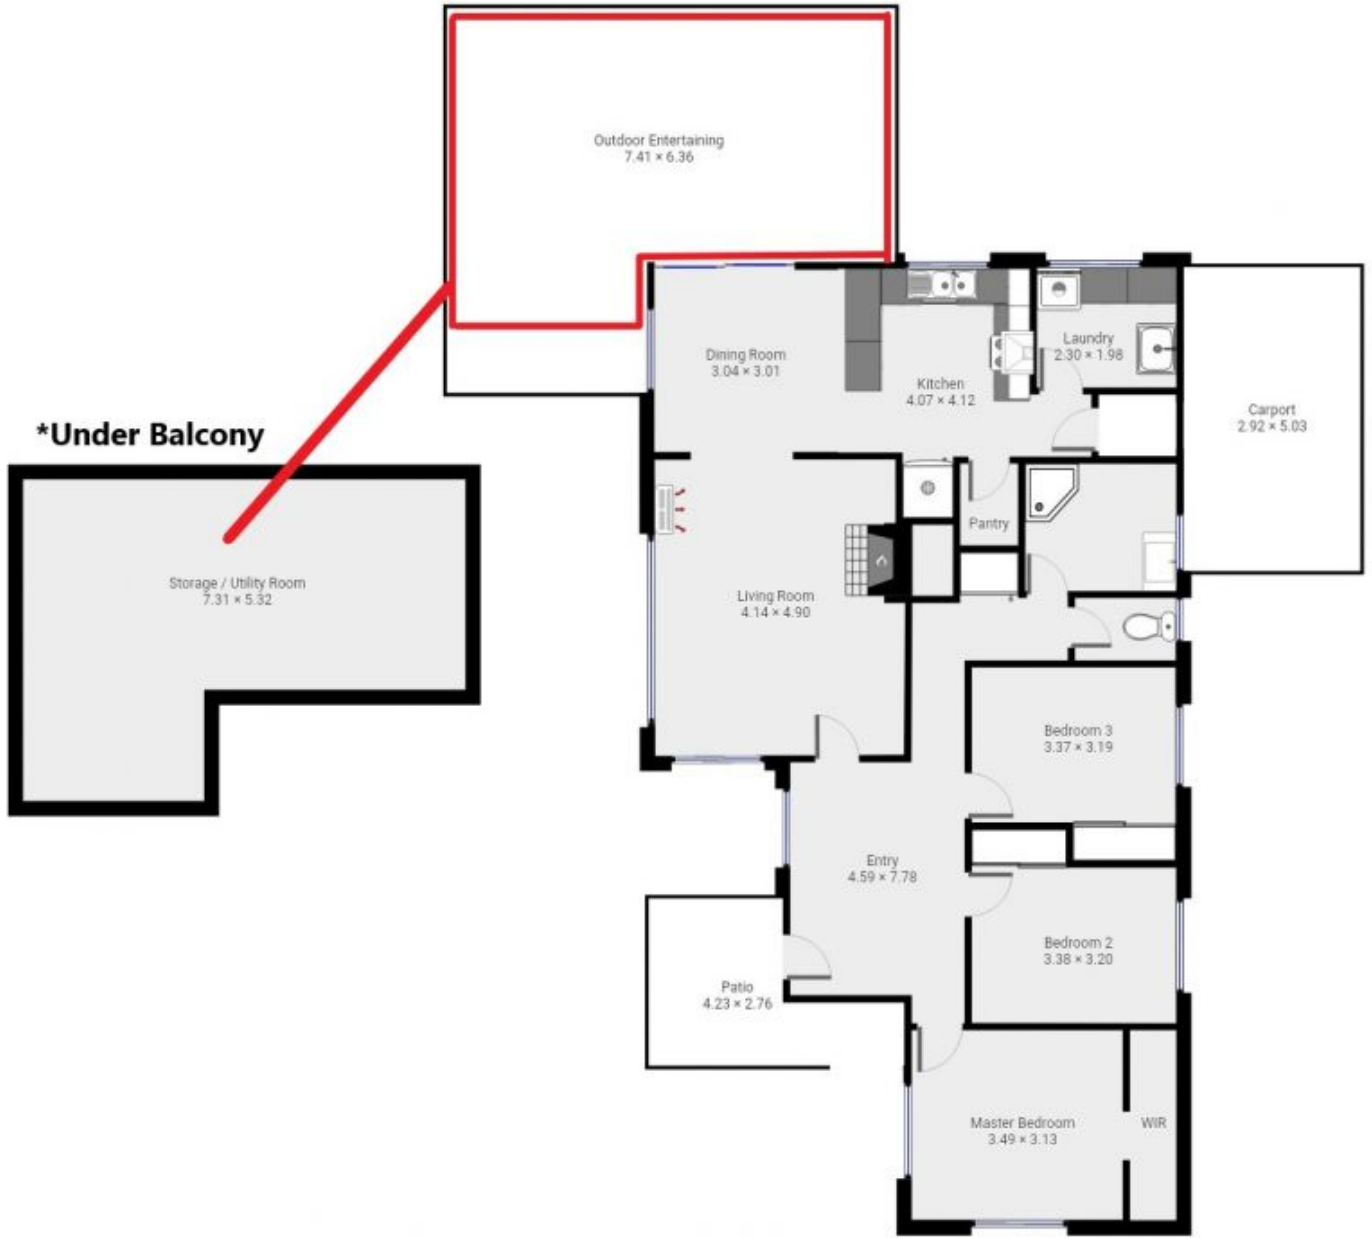 Outdoor Entertaining
7.41 × 6.36
Dining Room
3.04 × 3.01
Kitchen
4.07 × 4.12
Laundry
2.30 × 1.98
Carport
2.92 × 5.03
*Under Balcony
Storage / Utility Room
7.31 × 5.32
Pantry
Living Room
4.14 × 4.90
Bedroom 3
3.37 × 3.19
Entry
4.59 × 7.78
Bedroom 2
3.38 × 3.20
Patio
4.23 × 2.76
Master Bedroom
3.49 × 3.13
WIR